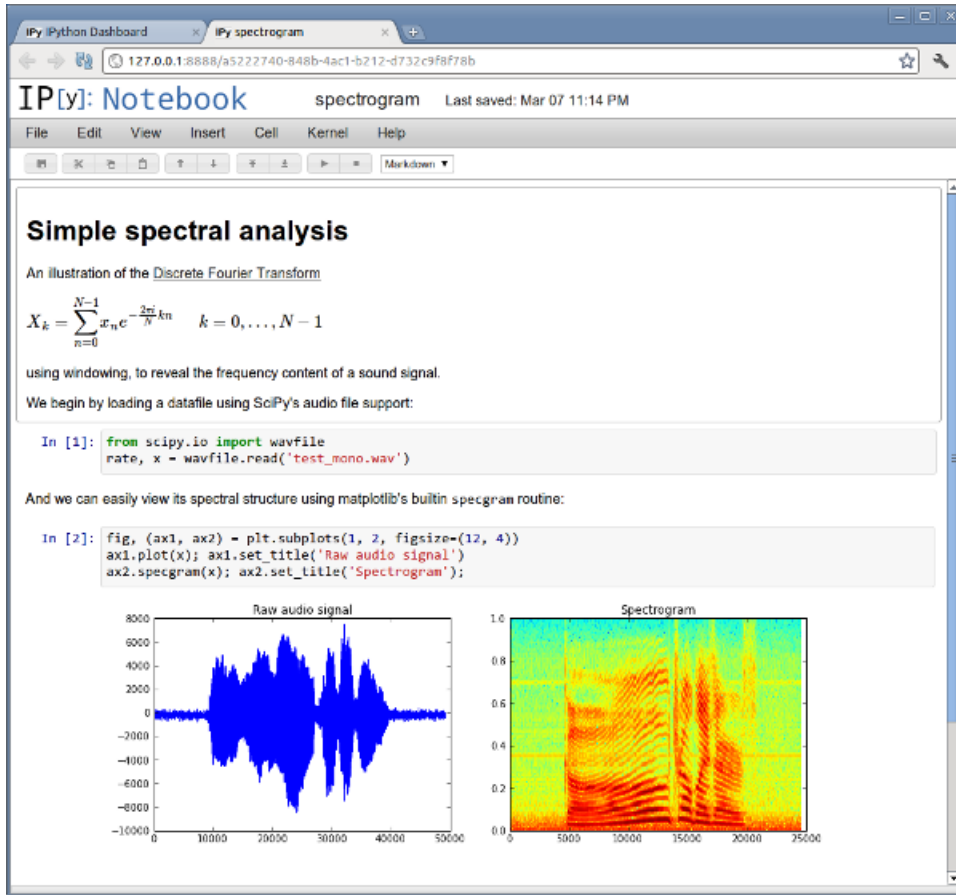 IPy IPython Dashboard
IPy spectrogram
127.0.0.1:8888/a5222740-848b-4ac1-b212-d732c9f8f78b
IP[y]: Notebook spectrogram Last saved: Mar 07 11:14 PM
File Edit View Insert Cell Kernel Help
Markdown
Simple spectral analysis
An illustration of the Discrete Fourier Transform
X_k = \sum_{n=0}^{N-1} x_n e^{-\frac{2\pi i}{N} kn} k = 0, \ldots, N - 1
using windowing, to reveal the frequency content of a sound signal.
We begin by loading a datafile using SciPy's audio file support:
In [1]: from scipy.io import wavfile
rate, x = wavfile.read('test_mono.wav')
And we can easily view its spectral structure using matplotlib's builtin specgram routine:
In [2]: fig, (ax1, ax2) = plt.subplots(1, 2, figsize=(12, 4))
ax1.plot(x); ax1.set_title('Raw audio signal')
ax2.specgram(x); ax2.set_title('Spectrogram');
Raw audio signal
8000
6000
4000
2000
0
−2000
−4000
−6000
−8000
−10000
0 10000 20000 30000 40000 50000
Spectrogram
1.0
0.8
0.6
0.4
0.2
0.0
0 5000 10000 15000 20000 25000